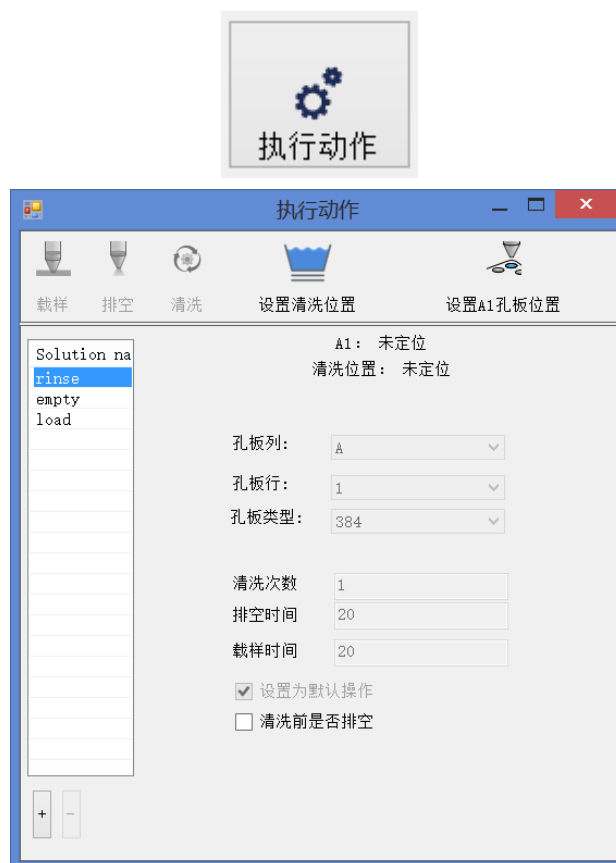 执行动作
执行动作
载样 排空 清洗 设置清洗位置 设置A1孔板位置
A1： 未定位
清洗位置： 未定位
Solution na
rinse
empty
load
孔板列: A
孔板行: 1
孔板类型: 384
清洗次数 1
排空时间 20
载样时间 20
设置为默认操作
清洗前是否排空
+ -